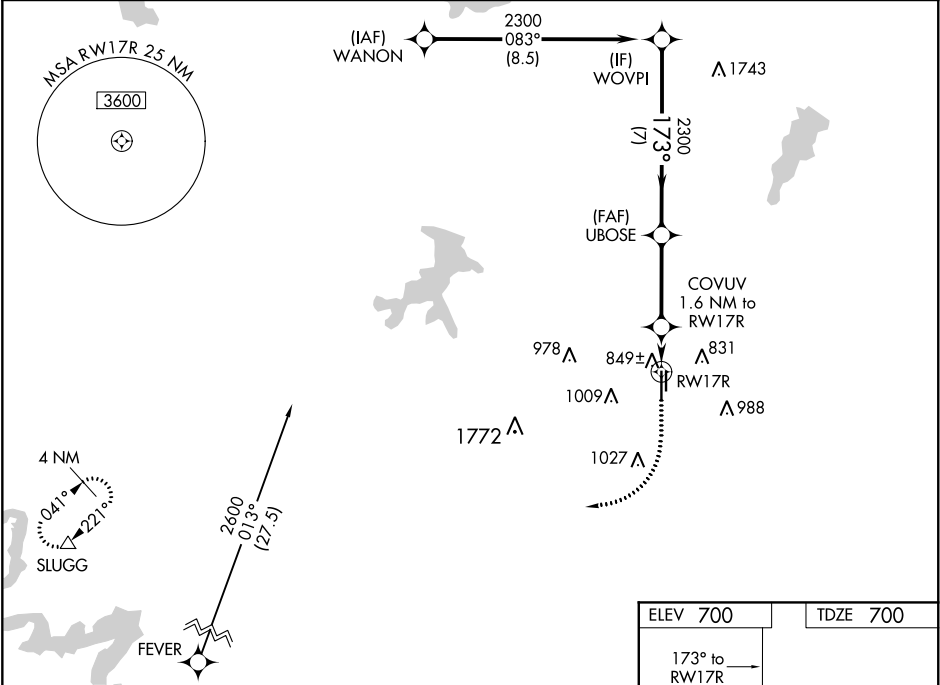 MSA RW17R 25 NM
3600
(IAF)
WANON
2300
083°
(8.5)
(IF)
WOVPI
1743
2300
173°
(7)
(FAF)
UBOSE
COVUV
1.6 NM to
RW17R
978
849±
831
RW17R
1009
988
1772
1027
4 NM
041°
221°
SLUGG
2600
013°
(27.5)
FEVER
ELEV 700
TDZE 700
173° to
RW17R